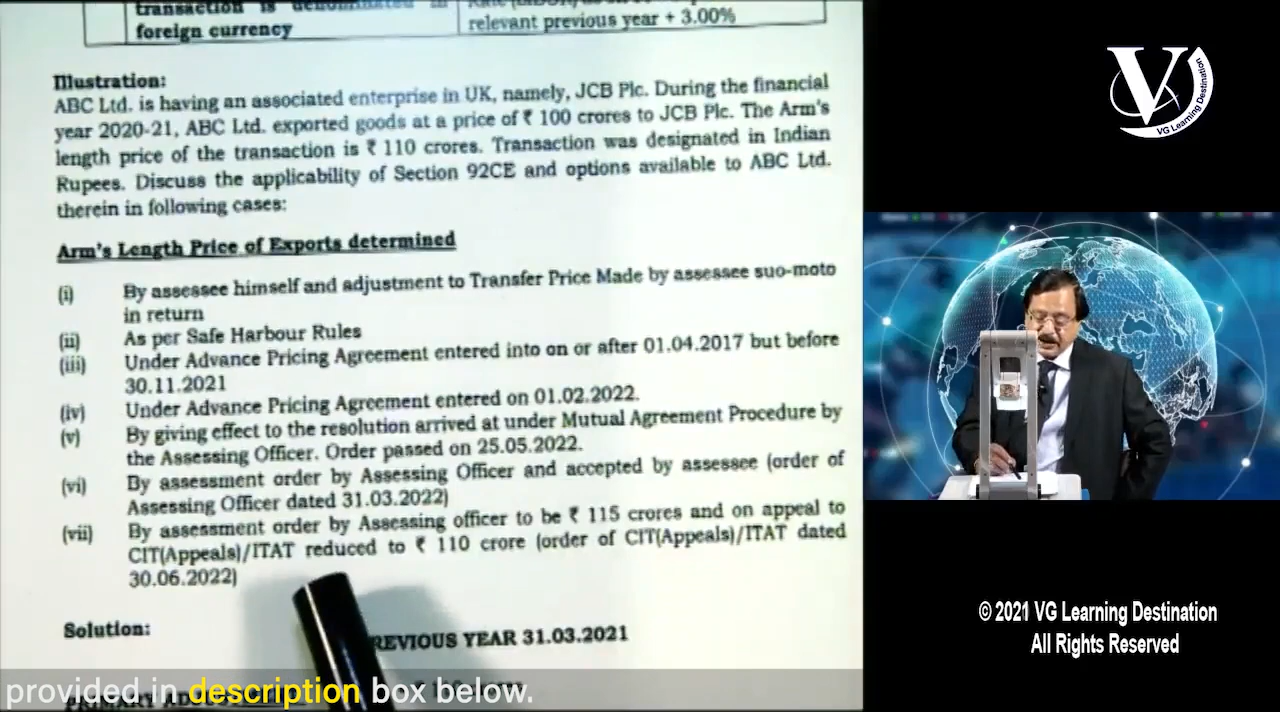 transaction is denominated in
foreign currency
relevant previous year + 3.00%
Illustration:
ABC Ltd. is having an associated enterprise in UK, namely, JCB Plc. During the financial
year 2020-21, ABC Ltd. exported goods at a price of ₹ 100 crores to JCB Plc. The Arm's
length price of the transaction is ₹ 110 crores. Transaction was designated in Indian
Rupees. Discuss the applicability of Section 92CE and options available to ABC Ltd.
therein in following cases:
Arm's Length Price of Exports determined
(i) By assessee himself and adjustment to Transfer Price Made by assessee suo-moto
in return
(ii) As per Safe Harbour Rules
(iii) Under Advance Pricing Agreement entered into on or after 01.04.2017 but before
30.11.2021
(iv) Under Advance Pricing Agreement entered on 01.02.2022.
(v) By giving effect to the resolution arrived at under Mutual Agreement Procedure by
the Assessing Officer. Order passed on 25.05.2022.
(vi) By assessment order by Assessing Officer and accepted by assessee (order of
Assessing Officer dated 31.03.2022)
(vii) By assessment order by Assessing officer to be ₹ 115 crores and on appeal to
CIT(Appeals)/ITAT reduced to ₹ 110 crore (order of CIT(Appeals)/ITAT dated
30.06.2022)
Solution:
REVIOUS YEAR 31.03.2021
provided in description box below.
V
VG Learning Destination
© 2021 VG Learning Destination
All Rights Reserved